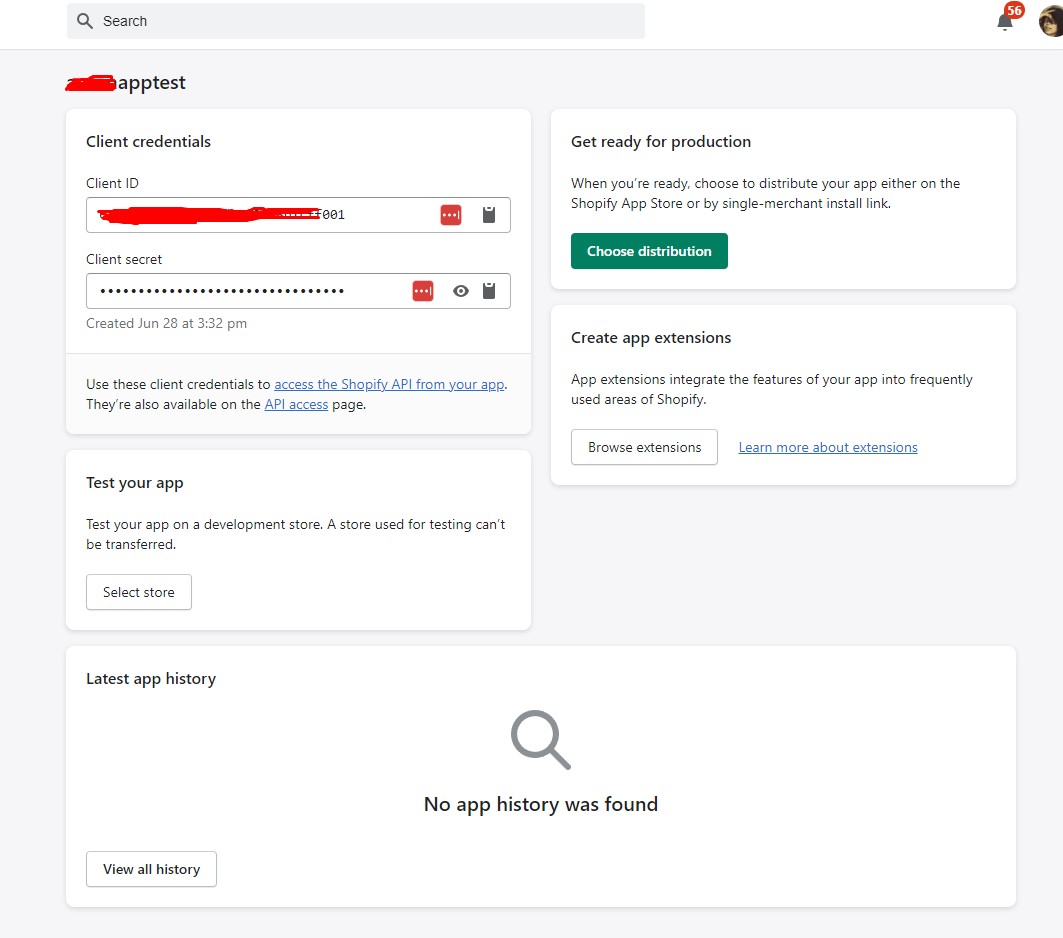 Search
56
apptest
Client credentials
Client ID
f001
Client secret
••••••••••••••••••••••••••••••••
Created Jun 28 at 3:32 pm
Use these client credentials to access the Shopify API from your app.
They’re also available on the API access page.
Test your app
Test your app on a development store. A store used for testing can’t
be transferred.
Select store
Get ready for production
When you’re ready, choose to distribute your app either on the
Shopify App Store or by single-merchant install link.
Choose distribution
Create app extensions
App extensions integrate the features of your app into frequently
used areas of Shopify.
Browse extensions
Learn more about extensions
Latest app history
No app history was found
View all history